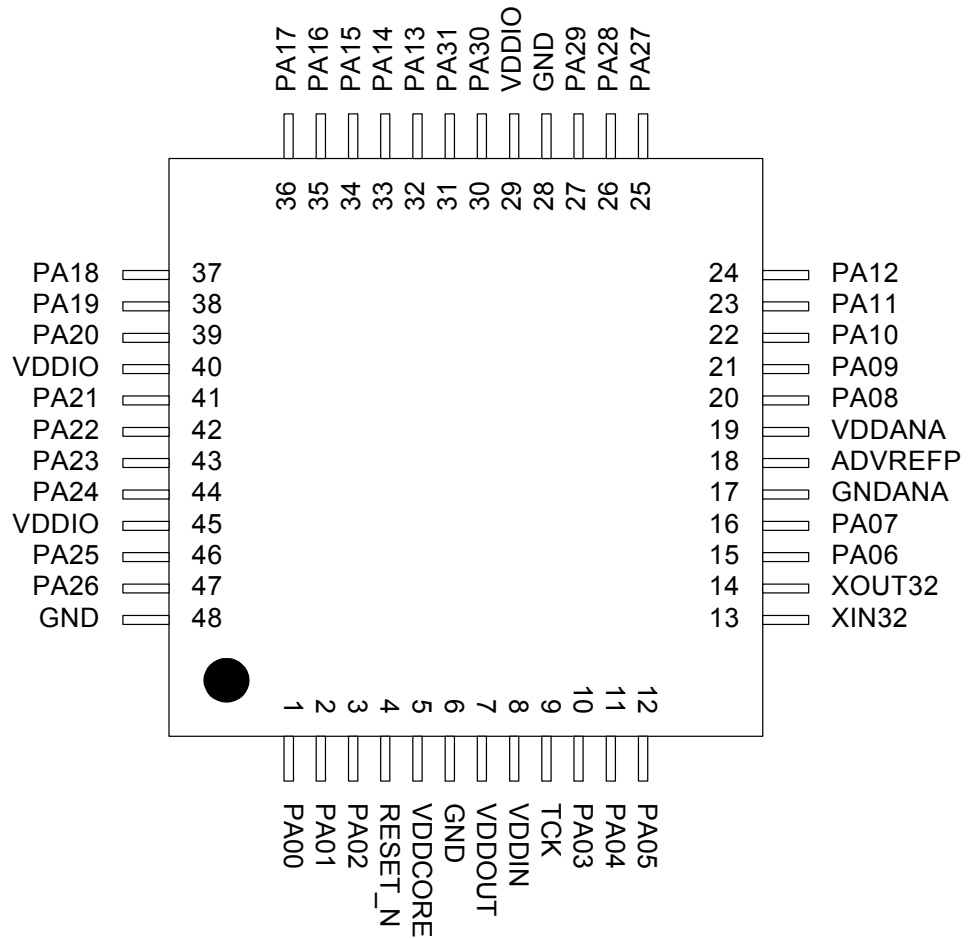 PA17 PA16 PA15 PA14 PA13 PA31 PA30 VDDIO GND PA29 PA28 PA27
36 35 34 33 32 31 30 29 28 27 26 25
PA18 37 24 PA12
PA19 38 23 PA11
PA20 39 22 PA10
VDDIO 40 21 PA09
PA21 41 20 PA08
PA22 42 19 VDDANA
PA23 43 18 ADVREFP
PA24 44 17 GNDANA
VDDIO 45 16 PA07
PA25 46 15 PA06
PA26 47 14 XOUT32
GND 48 13 XIN32
1 2 3 4 5 6 7 8 9 10 11 12
PA00 PA01 PA02 RESET_N VDDCORE GND VDDOUT VDDIN TCK PA03 PA04 PA05